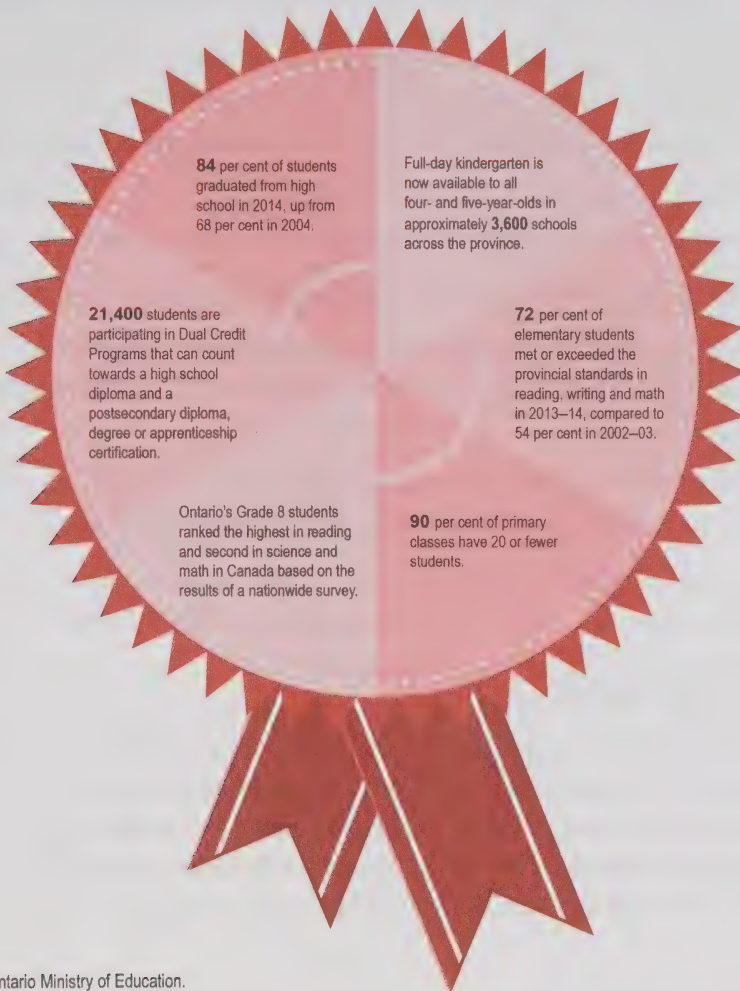 84 per cent of students
graduated from high
school in 2014, up from
68 per cent in 2004.
Full-day kindergarten is
now available to all
four- and five-year-olds in
approximately 3,600 schools
across the province.
21,400 students are
participating in Dual Credit
Programs that can count
towards a high school
diploma and a
postsecondary diploma,
degree or apprenticeship
certification.
72 per cent of
elementary students
met or exceeded the
provincial standards in
reading, writing and math
in 2013–14, compared to
54 per cent in 2002–03.
Ontario's Grade 8 students
ranked the highest in reading
and second in science and
math in Canada based on the
results of a nationwide survey.
90 per cent of primary
classes have 20 or fewer
students.
Ministry of Education.